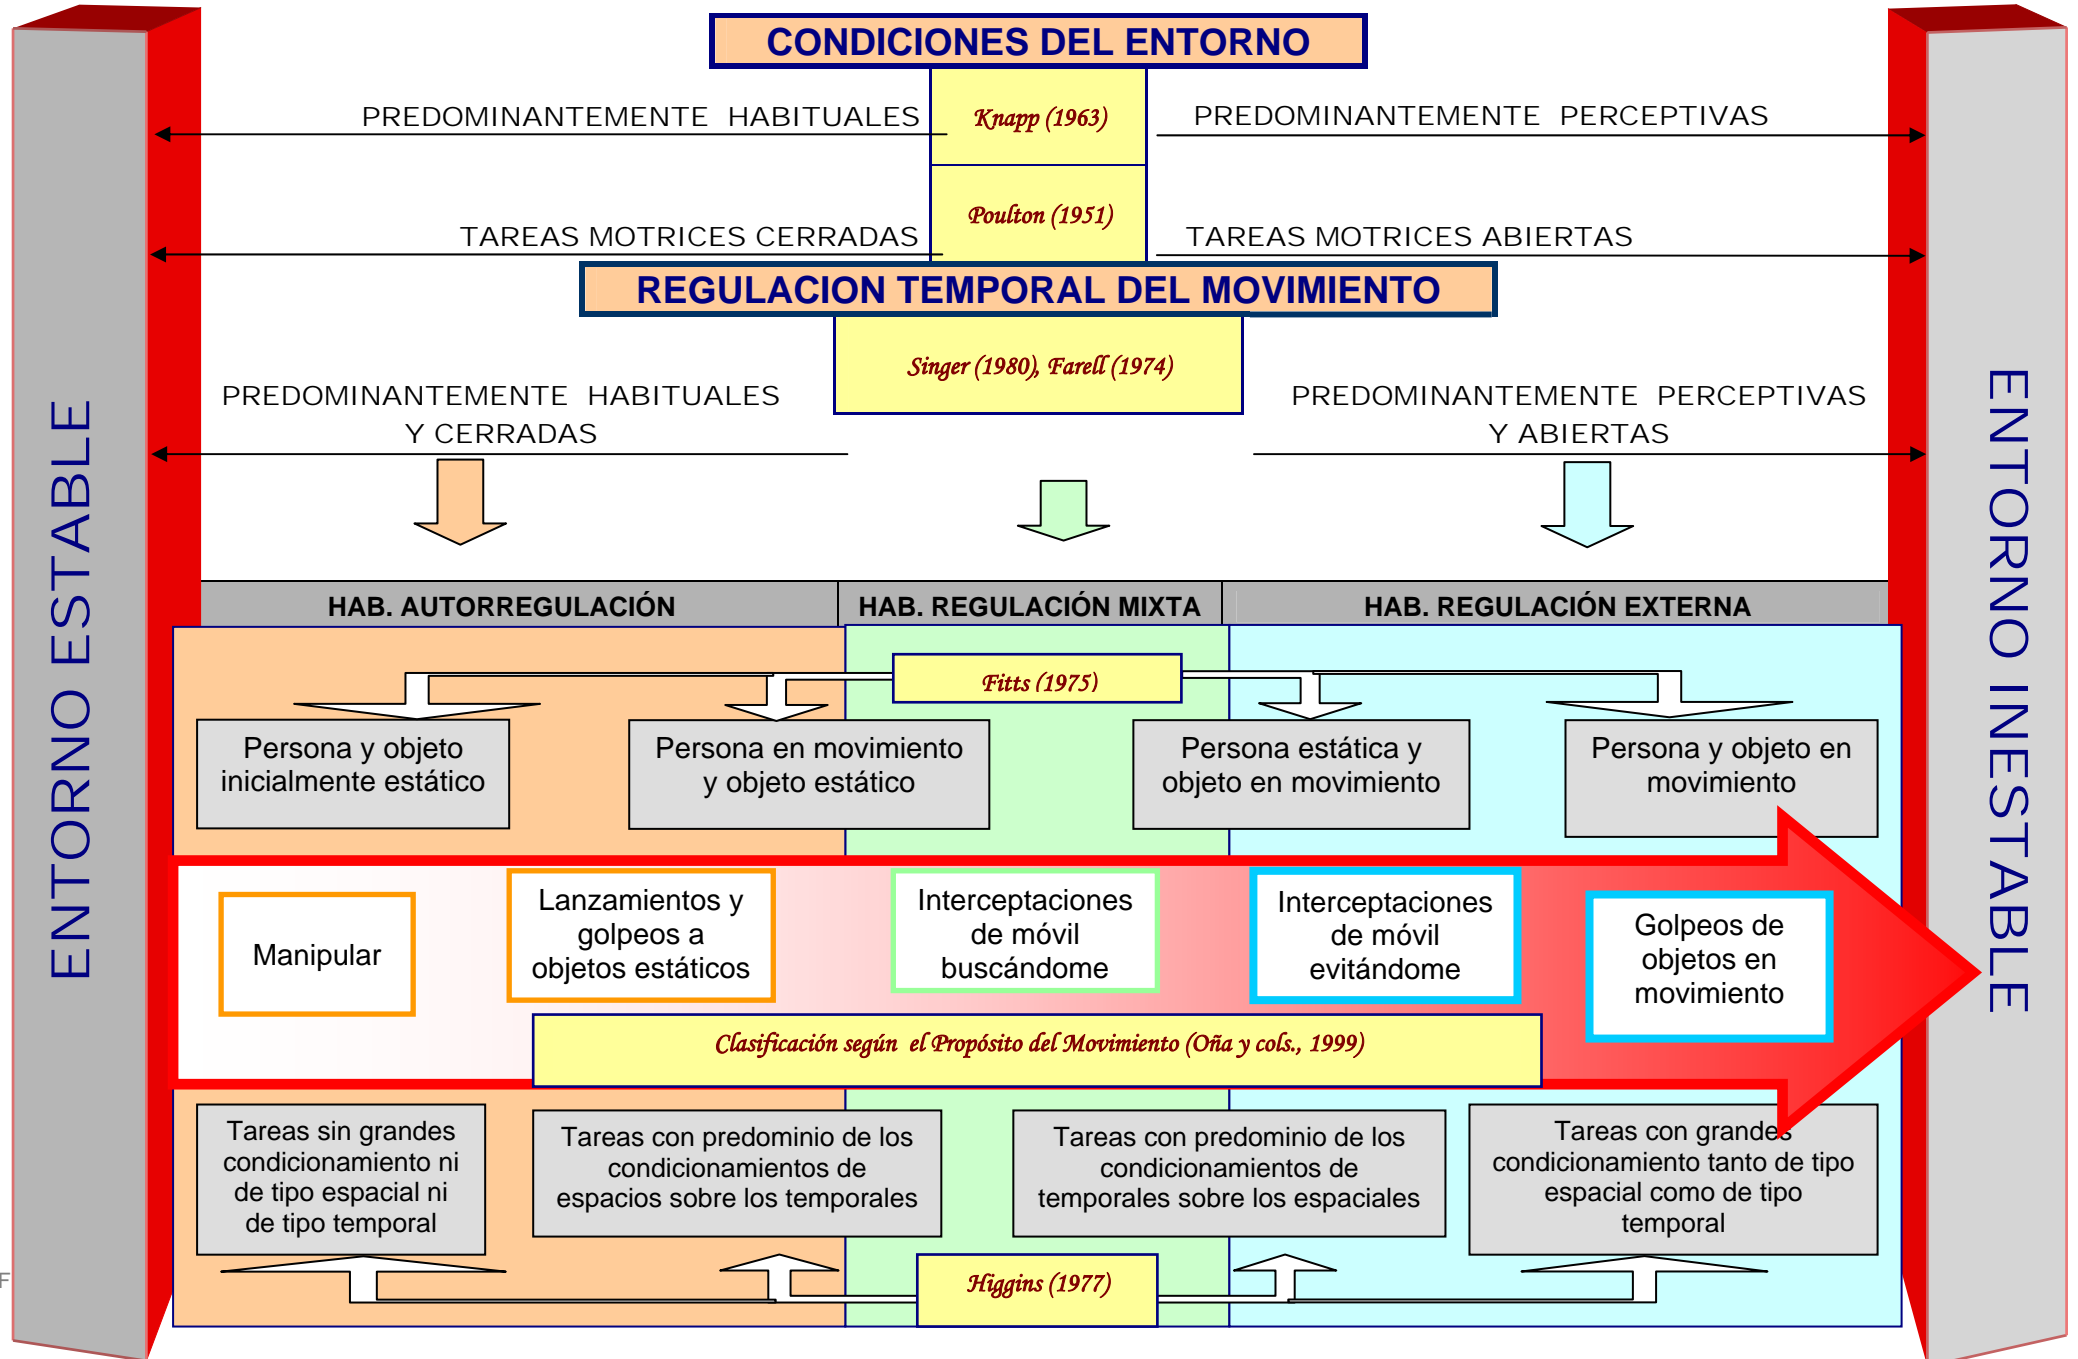 CONDICIONES DEL ENTORNO
PREDOMINANTEMENTE HABITUALES
Knapp (1963)
PREDOMINANTEMENTE PERCEPTIVAS
Poulton (1951)
TAREAS MOTRICES CERRADAS
TAREAS MOTRICES ABIERTAS
REGULACION TEMPORAL DEL MOVIMIENTO
Singer (1980), Farell (1974)
PREDOMINANTEMENTE HABITUALES
Y CERRADAS
PREDOMINANTEMENTE PERCEPTIVAS
Y ABIERTAS
ENTORNO ESTABLE
ENTORNO INESTABLE
HAB. AUTORREGULACIÓN
HAB. REGULACIÓN MIXTA
HAB. REGULACIÓN EXTERNA
Fitts (1975)
Persona y objeto
inicialmente estático
Persona en movimiento
y objeto estático
Persona estática y
objeto en movimiento
Persona y objeto en
movimiento
Manipular
Lanzamientos y
golpeos a
objetos estáticos
Interceptaciones
de móvil
buscándome
Interceptaciones
de móvil
evitándome
Golpeos de
objetos en
movimiento
Clasificación según el Propósito del Movimiento (Oña y cols., 1999)
Tareas sin grandes
condicionamiento ni
de tipo espacial ni
de tipo temporal
Tareas con predominio de los
condicionamientos de
espacios sobre los temporales
Tareas con predominio de los
condicionamientos de
temporales sobre los espaciales
Tareas con grandes
condicionamiento tanto de tipo
espacial como de tipo
temporal
Higgins (1977)
F